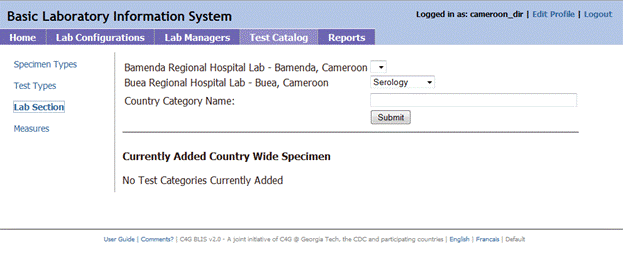 Basic Laboratory Information System
Logged in as: cameroon_dir | Edit Profile | Logout
Home Lab Configurations Lab Managers Test Catalog Reports
Specimen Types
Test Types
Lab Section
Measures
Bamenda Regional Hospital Lab - Bamenda, Cameroon
Buea Regional Hospital Lab - Buea, Cameroon Serology
Country Category Name:
Submit
Currently Added Country Wide Specimen
No Test Categories Currently Added
User Guide | Comments? | C4G BLIS v2.0 - A joint initiative of C4G @ Georgia Tech, the CDC and participating countries | English | Francais | Default